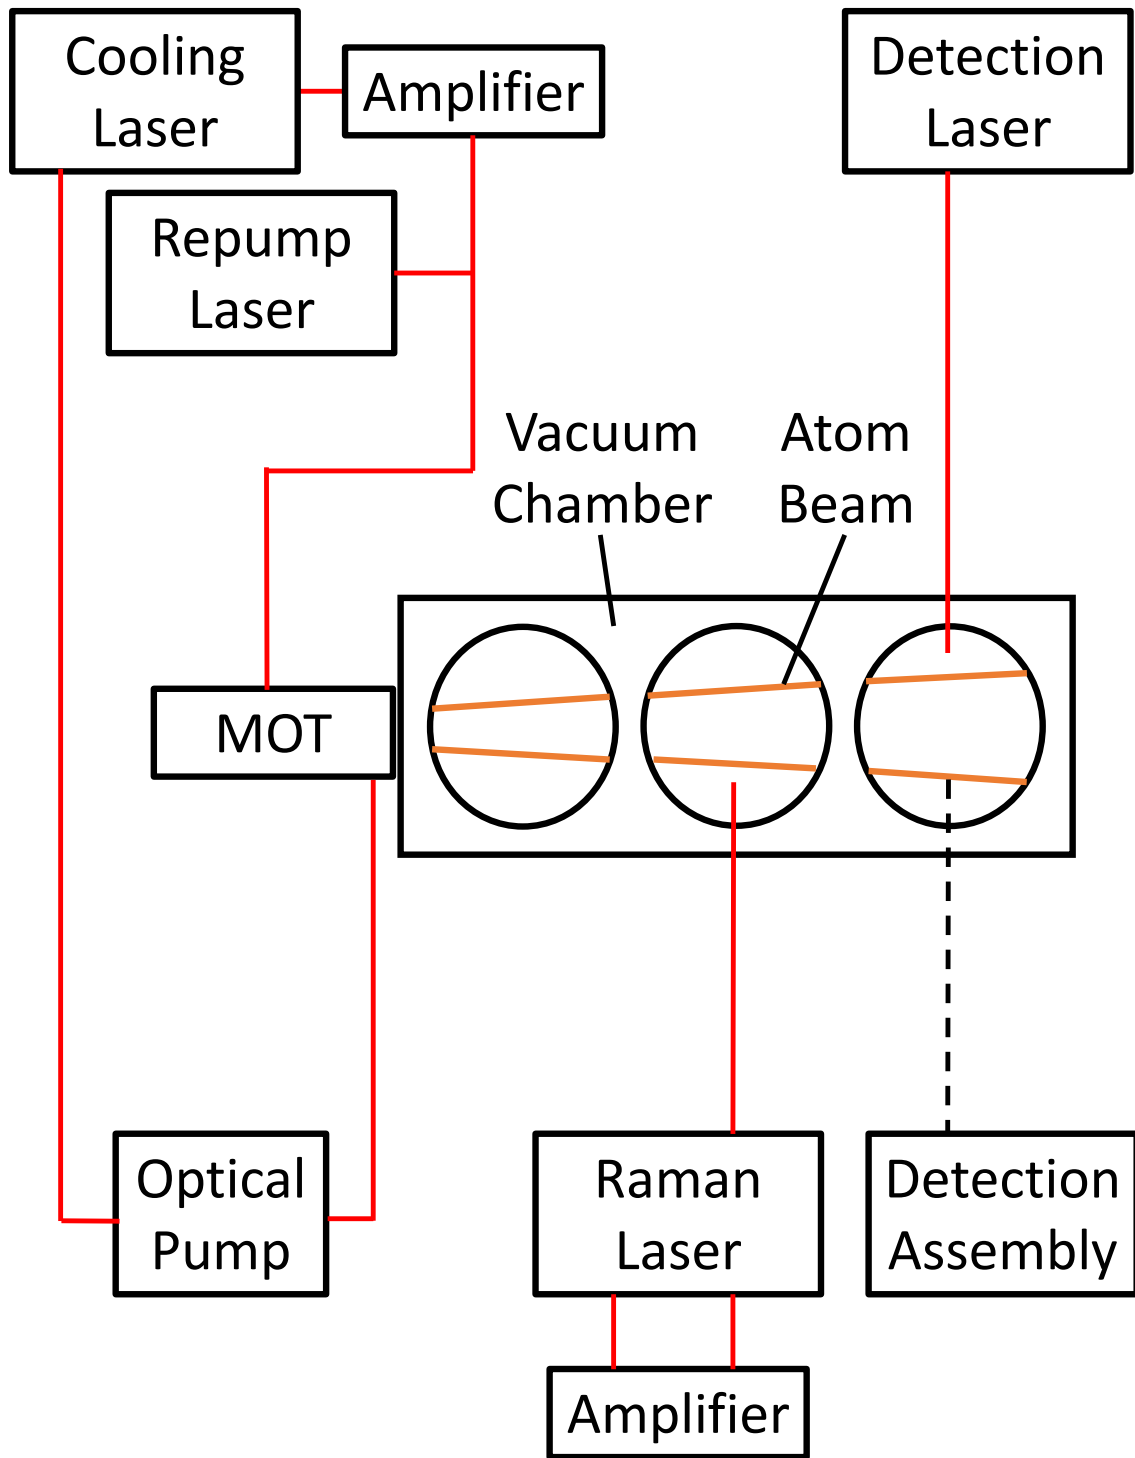 Cooling
Laser
Amplifier
Detection
Laser
Repump
Laser
Vacuum
Chamber
Atom
Beam
MOT
Optical
Pump
Raman
Laser
Detection
Assembly
Amplifier